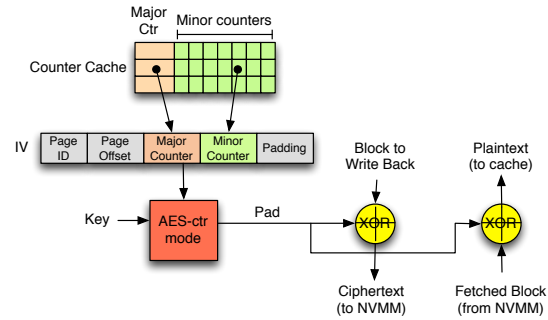 Major
Ctr
Minor counters
Counter Cache
IV
Page
ID
Page
Offset
Major
Counter
Minor
Counter
Padding
Block to
Write Back
Plaintext
(to cache)
Key
AES-ctr
mode
Pad
XOR
XOR
Ciphertext
(to NVMM)
Fetched Block
(from NVMM)